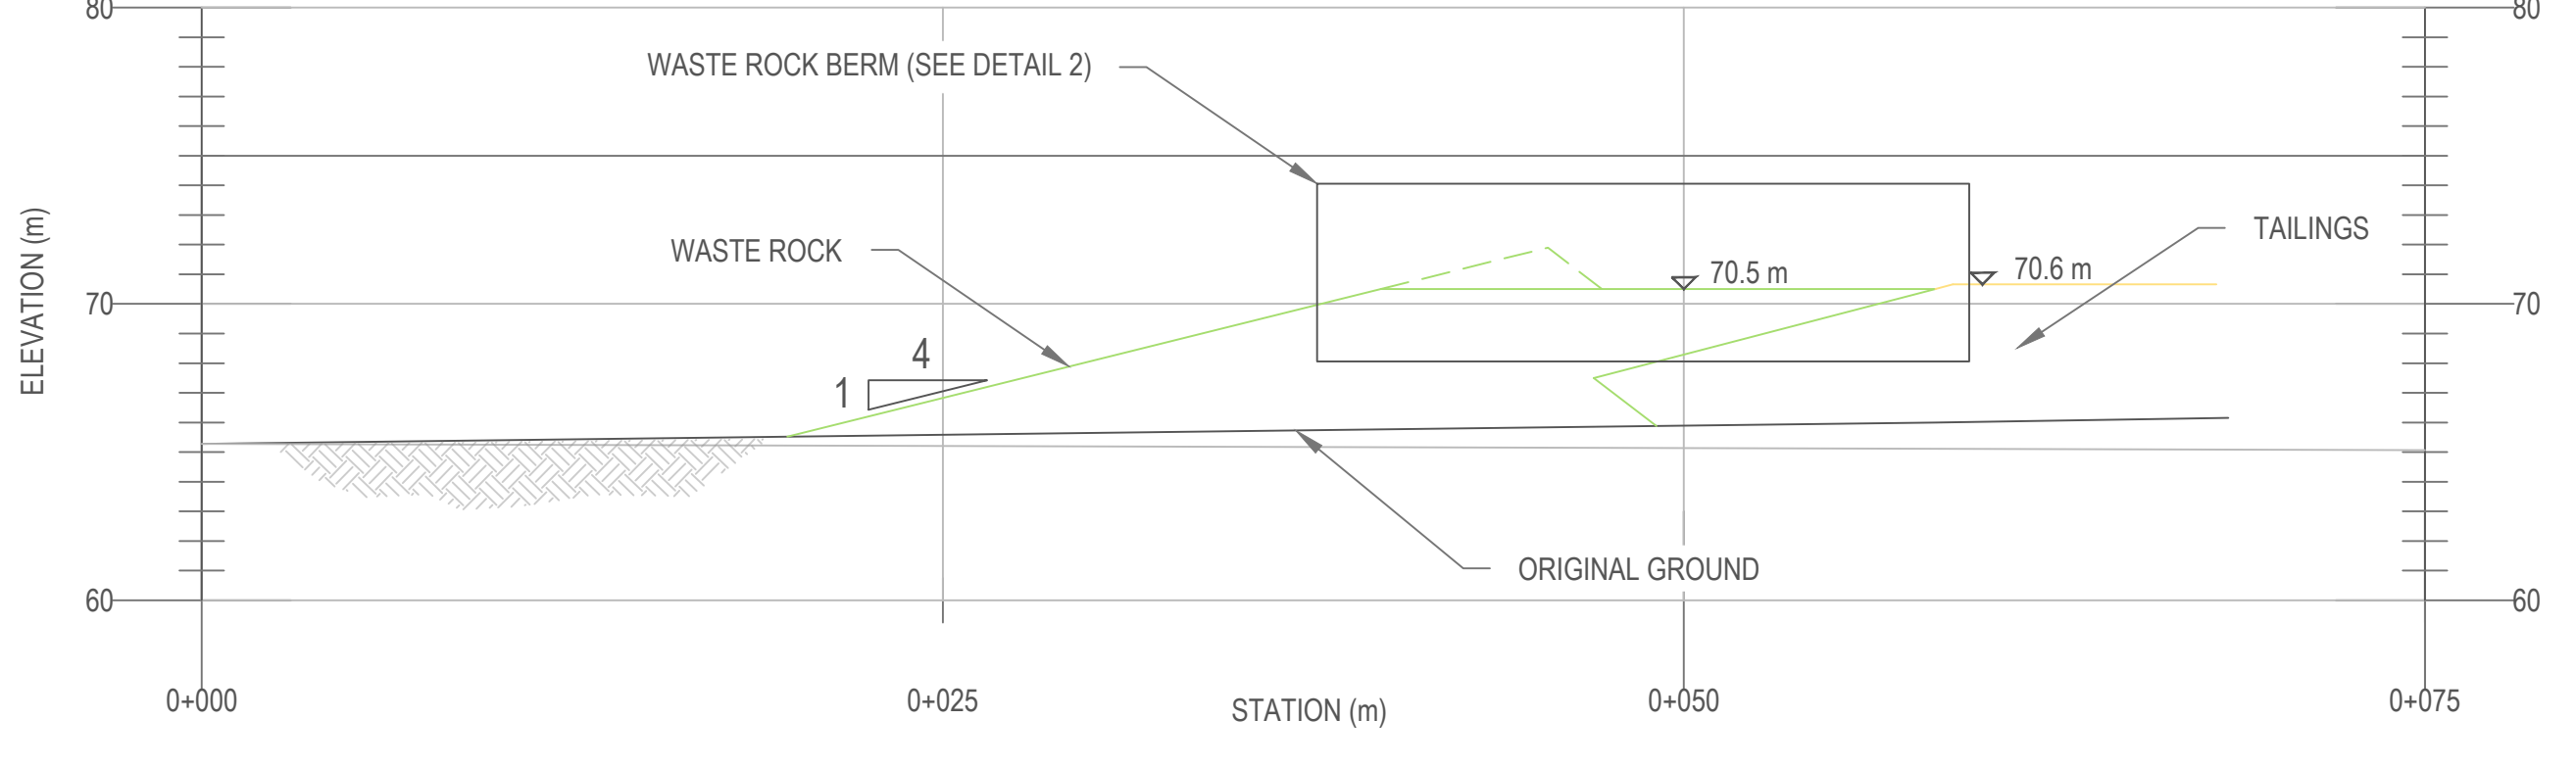 80
80
WASTE ROCK BERM (SEE DETAIL 2)
ELEVATION (m)
WASTE ROCK
TAILINGS
70.5 m
70.6 m
70
70
4
1
ORIGINAL GROUND
60
60
0+000
0+025
STATION (m)
0+050
0+075